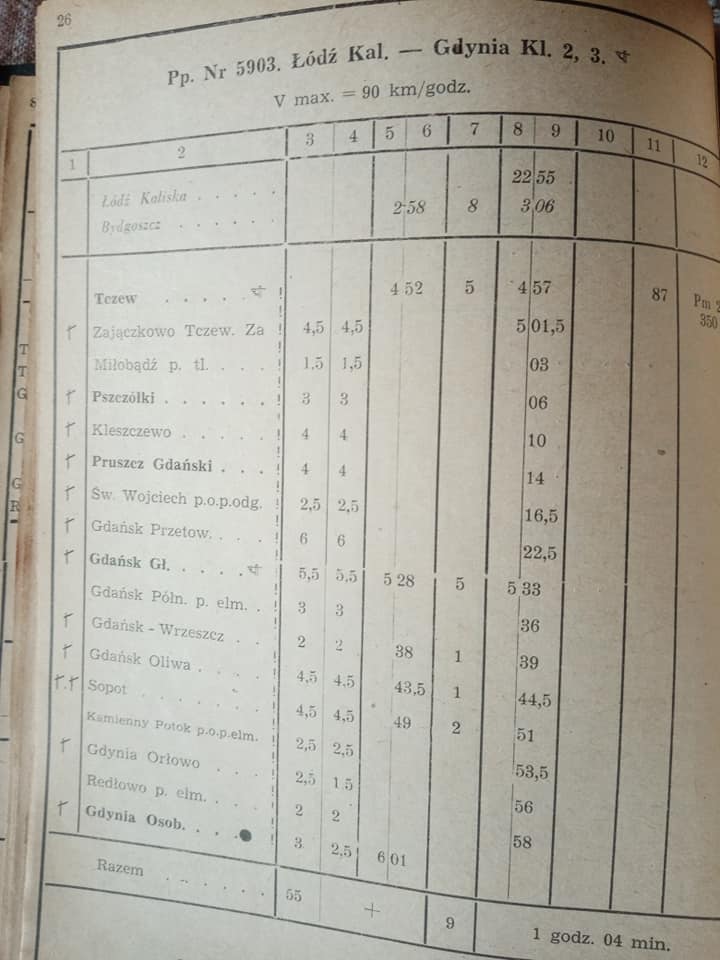 26
Pp. Nr 5903. Łódź Kal. — Gdynia Kl. 2, 3.
V max. = 90 km/godz.
1 2 3 4 5 6 7 8 9 10 11 12
Łódź Kaliska . . . . . 22 55
Bydgoszcz . . . . . . 2 58 8 3 06
Tczew . . . . . 4 52 5 4 57 87 Pm
† Zajączkowo Tczew. Za 4,5 4,5 5 01,5 350
Miłobądź p. tl. . . . 1.5 1,5 03
† Pszczółki . . . . . . 3 3 06
† Kleszczewo . . . . . 4 4 10
† Pruszcz Gdański . . . 4 4 14
† Św. Wojciech p.o.p.odg. 2,5 2,5 16,5
† Gdańsk Przetow. . . . 6 6 22,5
† Gdańsk Gł. . . . . 5,5 5,5 5 28 5 5 33
Gdańsk Półn. p. elm. . 3 3 36
† Gdańsk - Wrzeszcz . . 2 2 38 1 39
† Gdańsk Oliwa . . . . 4,5 4,5 43,5 1 44,5
†.† Sopot . . . . . . 4,5 4,5 49 2 51
Kamienny Potok p.o.p.elm. 2,5 2,5 53,5
† Gdynia Orłowo . . . 2,5 1 5 56
Redłowo p. elm. . . . 2 2 58
† Gdynia Osob. . . . 3 2,5 6 01
Razem . . . . . . 55 + 9 1 godz. 04 min.